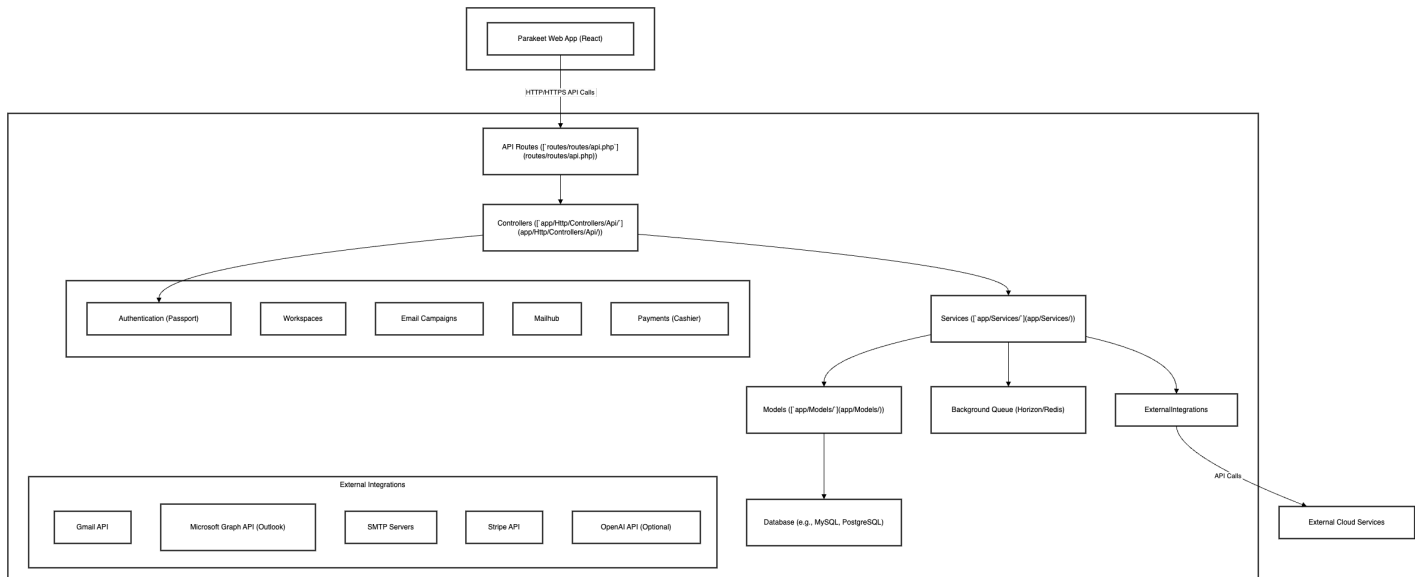 Parakeet Web App (React)
HTTP/HTTPS API Calls
API Routes ([`routes/routes/api.php`]
(routes/routes/api.php))
Controllers ([`app/Http/Controllers/Api/`]
(app/Http/Controllers/Api/))
Authentication (Passport)
Workspaces
Email Campaigns
Mailhub
Payments (Cashier)
Services ([`app/Services/`](app/Services/))
Models ([`app/Models/`](app/Models/))
Background Queue (Horizon/Redis)
ExternalIntegrations
API Calls
External Integrations
Gmail API
Microsoft Graph API (Outlook)
SMTP Servers
Stripe API
OpenAI API (Optional)
Database (e.g., MySQL, PostgreSQL)
External Cloud Services